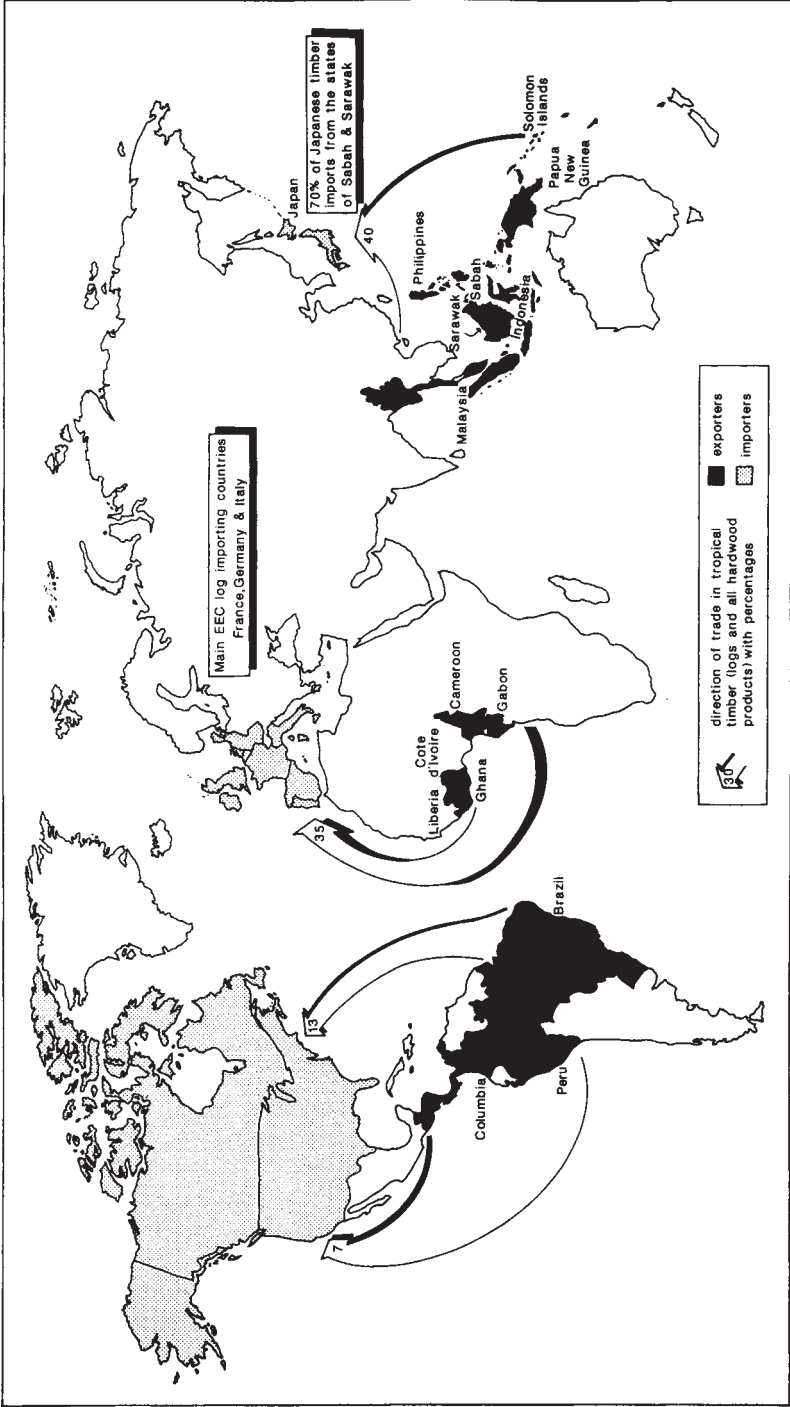 Main EEC log importing countries
France,Germany & Italy
Japan
70% of Japanese timber
imports from the states
of Sabah & Sarawak
7
13
35
40
Columbia
Peru
Brazil
Liberia
Cote
d'Ivoire
Ghana
Cameroon
Gabon
Malaysia
Sarawak
Sabah
Indonesia
Philippines
Papua
New
Guinea
Solomon
Islands
30
direction of trade in tropical
timber (logs and all hardwood
products) with percentages
exporters
importers